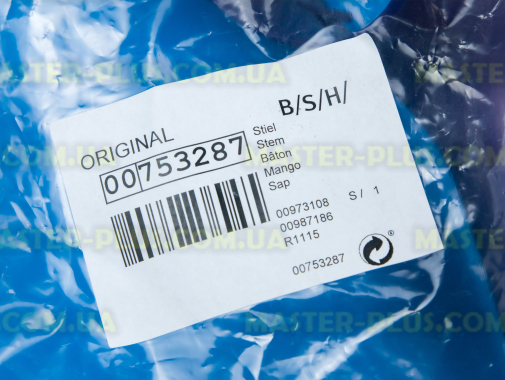 B/S/H/
ORIGINAL
00753287
Stiel
Stem
Bâton
Mango
Sap
00973108 S / 1
00987186
R1115
00753287
MASTER-PLUS.COM.UA